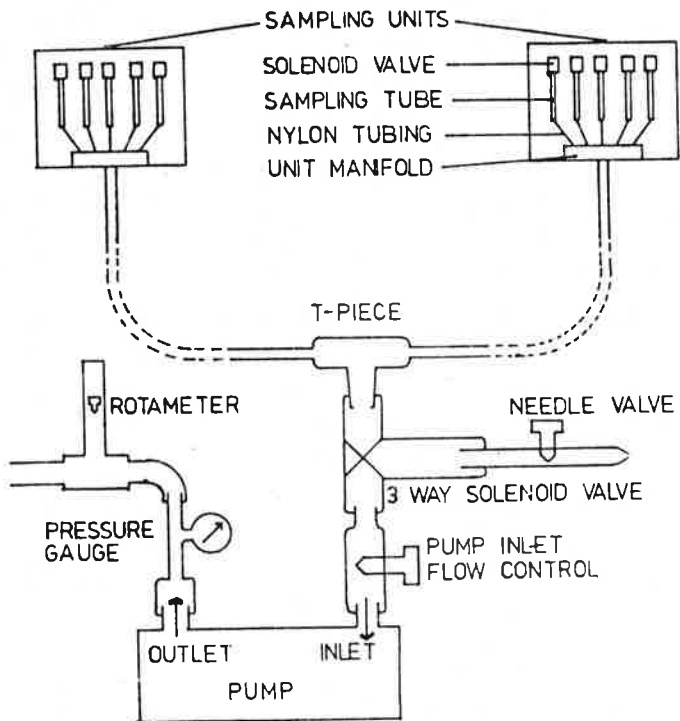 SAMPLING UNITS
SOLENOID VALVE
SAMPLING TUBE
NYLON TUBING
UNIT MANIFOLD
T-PIECE
ROTAMETER
NEEDLE VALVE
3 WAY SOLENOID VALVE
PRESSURE
GAUGE
PUMP INLET
FLOW CONTROL
OUTLET
INLET
PUMP